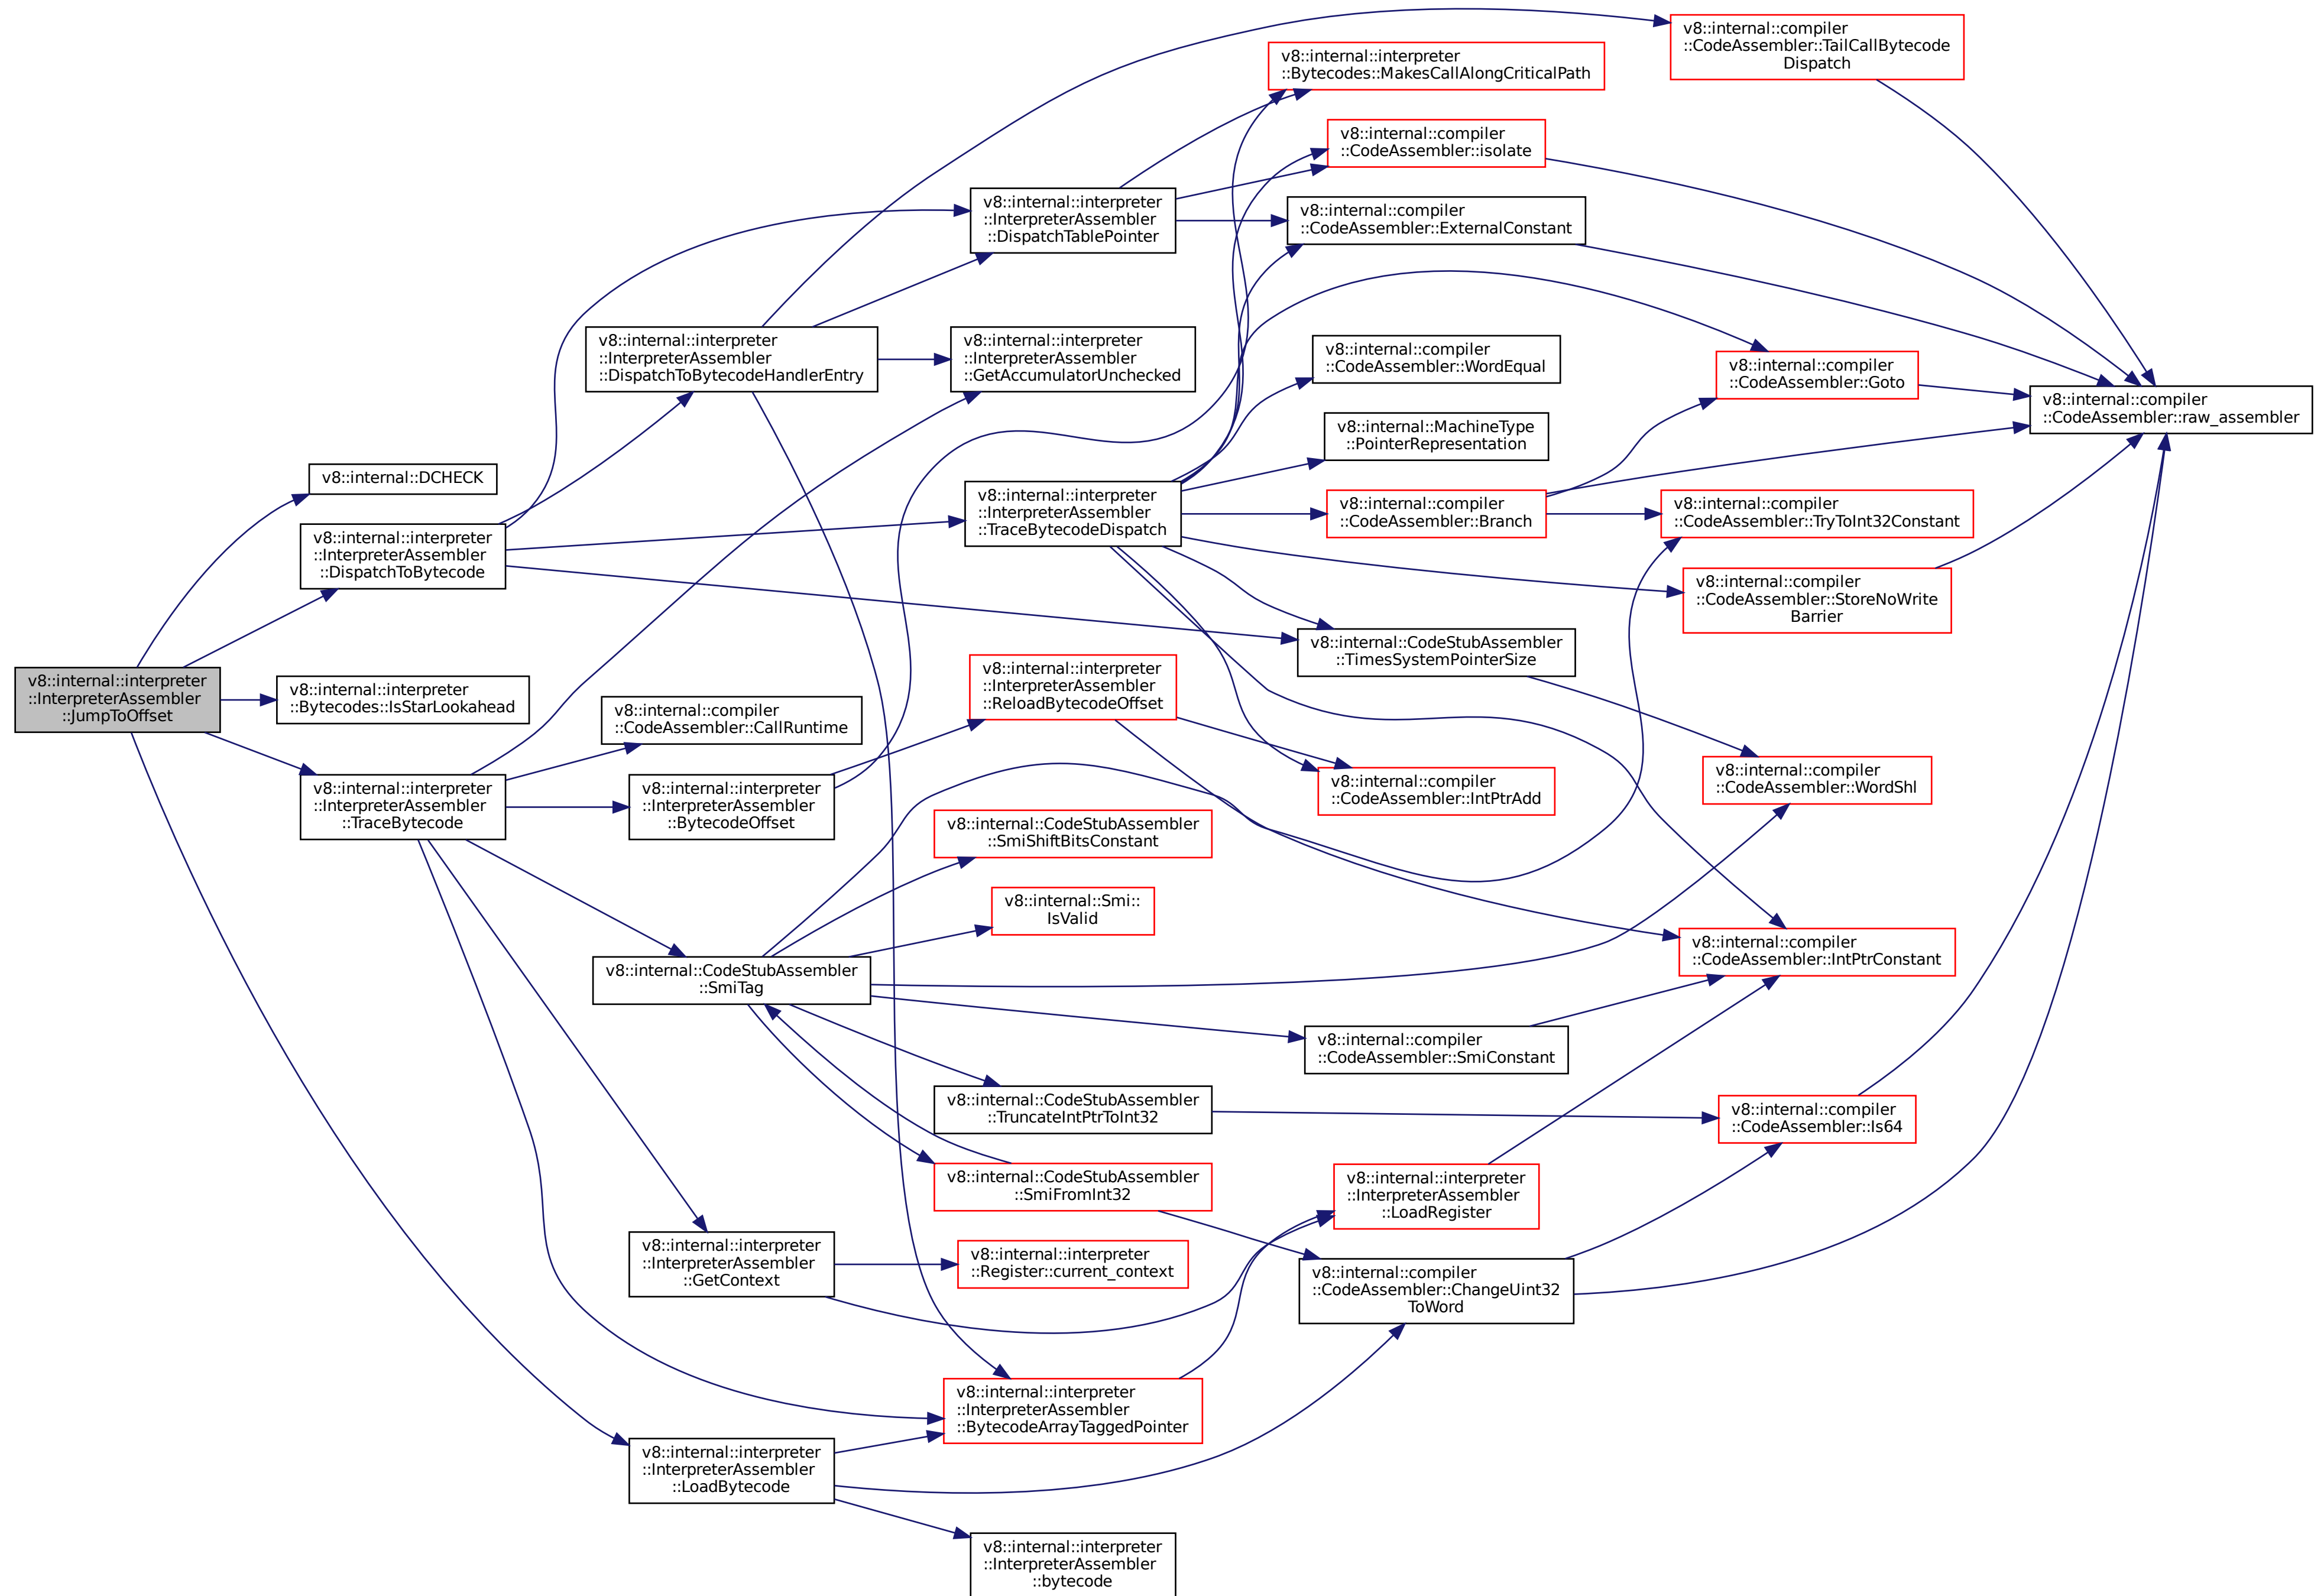 v8::internal::compiler
::CodeAssembler::TailCallBytecode
Dispatch
v8::internal::interpreter
::Bytecodes::MakesCallAlongCriticalPath
v8::internal::compiler
::CodeAssembler::isolate
v8::internal::interpreter
::InterpreterAssembler
::DispatchTablePointer
v8::internal::compiler
::CodeAssembler::ExternalConstant
v8::internal::interpreter
::InterpreterAssembler
::DispatchToBytecodeHandlerEntry
v8::internal::interpreter
::InterpreterAssembler
::GetAccumulatorUnchecked
v8::internal::compiler
::CodeAssembler::WordEqual
v8::internal::compiler
::CodeAssembler::Goto
v8::internal::compiler
::CodeAssembler::raw_assembler
v8::internal::MachineType
::PointerRepresentation
v8::internal::DCHECK
v8::internal::interpreter
::InterpreterAssembler
::TraceBytecodeDispatch
v8::internal::compiler
::CodeAssembler::Branch
v8::internal::compiler
::CodeAssembler::TryToInt32Constant
v8::internal::interpreter
::InterpreterAssembler
::DispatchToBytecode
v8::internal::compiler
::CodeAssembler::StoreNoWrite
Barrier
v8::internal::CodeStubAssembler
::TimesSystemPointerSize
v8::internal::interpreter
::InterpreterAssembler
::JumpToOffset
v8::internal::interpreter
::Bytecodes::IsStarLookahead
v8::internal::interpreter
::InterpreterAssembler
::ReloadBytecodeOffset
v8::internal::compiler
::CodeAssembler::CallRuntime
v8::internal::compiler
::CodeAssembler::WordShl
v8::internal::interpreter
::InterpreterAssembler
::TraceBytecode
v8::internal::interpreter
::InterpreterAssembler
::BytecodeOffset
v8::internal::compiler
::CodeAssembler::IntPtrAdd
v8::internal::CodeStubAssembler
::SmiShiftBitsConstant
v8::internal::Smi::
IsValid
v8::internal::compiler
::CodeAssembler::IntPtrConstant
v8::internal::CodeStubAssembler
::SmiTag
v8::internal::compiler
::CodeAssembler::SmiConstant
v8::internal::CodeStubAssembler
::TruncateIntPtrToInt32
v8::internal::compiler
::CodeAssembler::Is64
v8::internal::CodeStubAssembler
::SmiFromInt32
v8::internal::interpreter
::InterpreterAssembler
::LoadRegister
v8::internal::interpreter
::InterpreterAssembler
::GetContext
v8::internal::interpreter
::Register::current_context
v8::internal::compiler
::CodeAssembler::ChangeUint32
ToWord
v8::internal::interpreter
::InterpreterAssembler
::BytecodeArrayTaggedPointer
v8::internal::interpreter
::InterpreterAssembler
::LoadBytecode
v8::internal::interpreter
::InterpreterAssembler
::bytecode